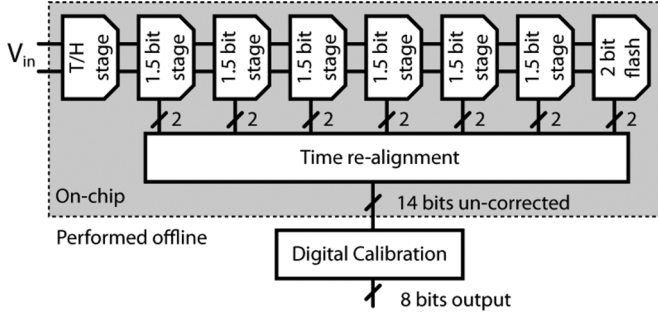 Vin
T/H stage
1.5 bit stage
1.5 bit stage
1.5 bit stage
1.5 bit stage
1.5 bit stage
1.5 bit stage
2 bit flash
2
2
2
2
2
2
2
Time re-alignment
On-chip
14 bits un-corrected
Performed offline
Digital Calibration
8 bits output